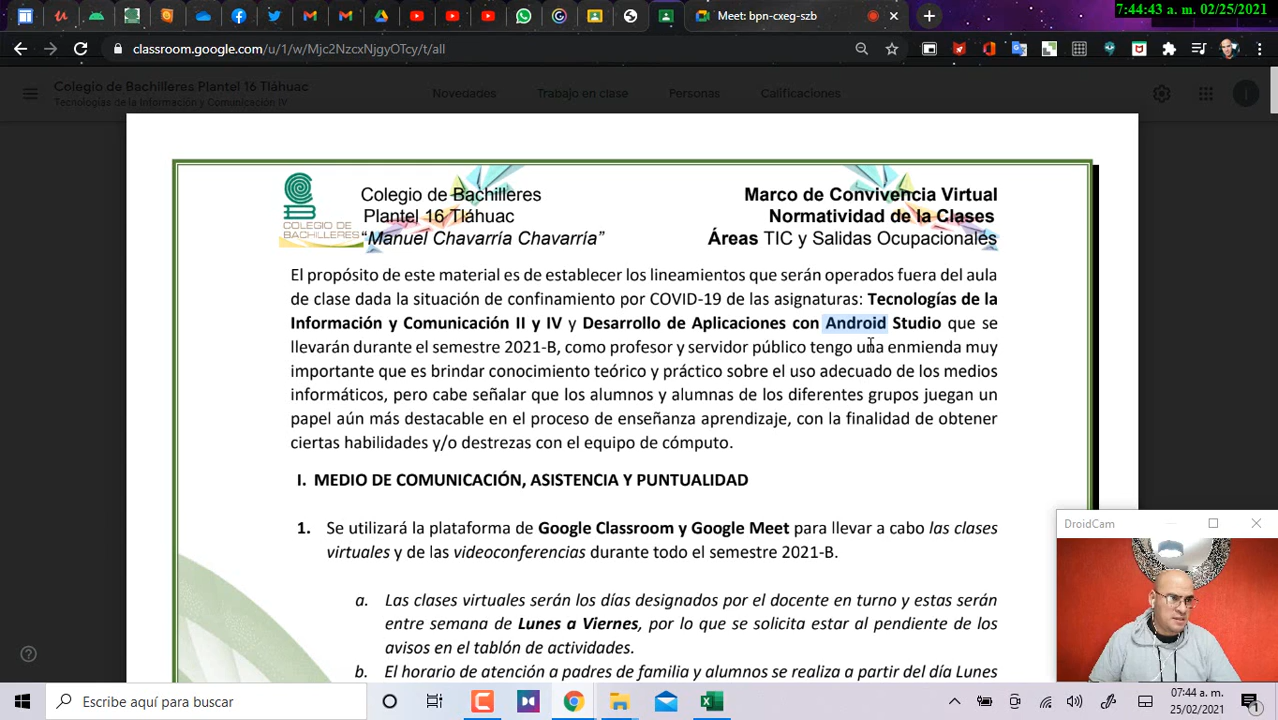 7:44:43 a. m. 02/25/2021
Meet: bpn-cxeg-szb
classroom.google.com/u/1/w/Mjc2NzcxNjgyOTcy/t/all
Colegio de Bachilleres Plantel 16 Tláhuac
Tecnologías de la Información y Comunicación IV
Novedades Trabajo en clase Personas Calificaciones
Colegio de Bachilleres
Plantel 16 Tláhuac
“Manuel Chavarría Chavarría”
COLEGIO DE
BACHILLERES
Marco de Convivencia Virtual
Normatividad de la Clases
Áreas TIC y Salidas Ocupacionales
El propósito de este material es de establecer los lineamientos que serán operados fuera del aula
de clase dada la situación de confinamiento por COVID-19 de las asignaturas: Tecnologías de la
Información y Comunicación II y IV y Desarrollo de Aplicaciones con Android Studio que se
llevarán durante el semestre 2021-B, como profesor y servidor público tengo una enmienda muy
importante que es brindar conocimiento teórico y práctico sobre el uso adecuado de los medios
informáticos, pero cabe señalar que los alumnos y alumnas de los diferentes grupos juegan un
papel aún más destacable en el proceso de enseñanza aprendizaje, con la finalidad de obtener
ciertas habilidades y/o destrezas con el equipo de cómputo.
I. MEDIO DE COMUNICACIÓN, ASISTENCIA Y PUNTUALIDAD
1. Se utilizará la plataforma de Google Classroom y Google Meet para llevar a cabo las clases
virtuales y de las videoconferencias durante todo el semestre 2021-B.
a. Las clases virtuales serán los días designados por el docente en turno y estas serán
entre semana de Lunes a Viernes, por lo que se solicita estar al pendiente de los
avisos en el tablón de actividades.
b. El horario de atención a padres de familia y alumnos se realiza a partir del día Lunes
DroidCam
Escribe aquí para buscar
07:44 a. m.
25/02/2021